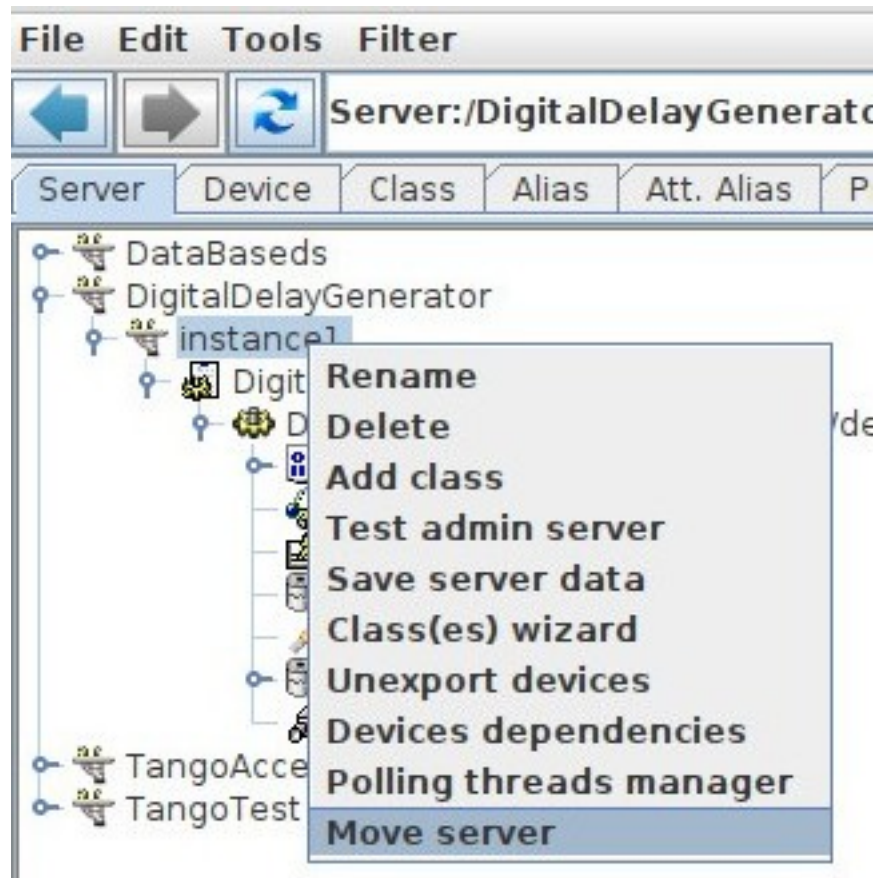 File Edit Tools Filter
Server:/DigitalDelayGenerato
Server Device Class Alias Att. Alias P
DataBaseds
DigitalDelayGenerator
instance1
Digit
Rename
D
/de
Delete
Add class
Test admin server
Save server data
Class(es) wizard
Unexport devices
Devices dependencies
TangoAcce
Polling threads manager
TangoTest
Move server